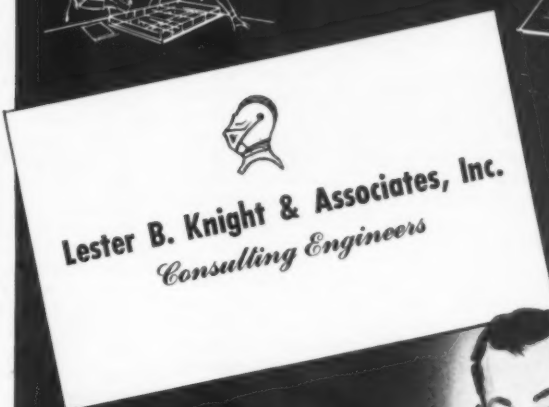 Lester B. Knight & Associates, Inc.
Consulting Engineers